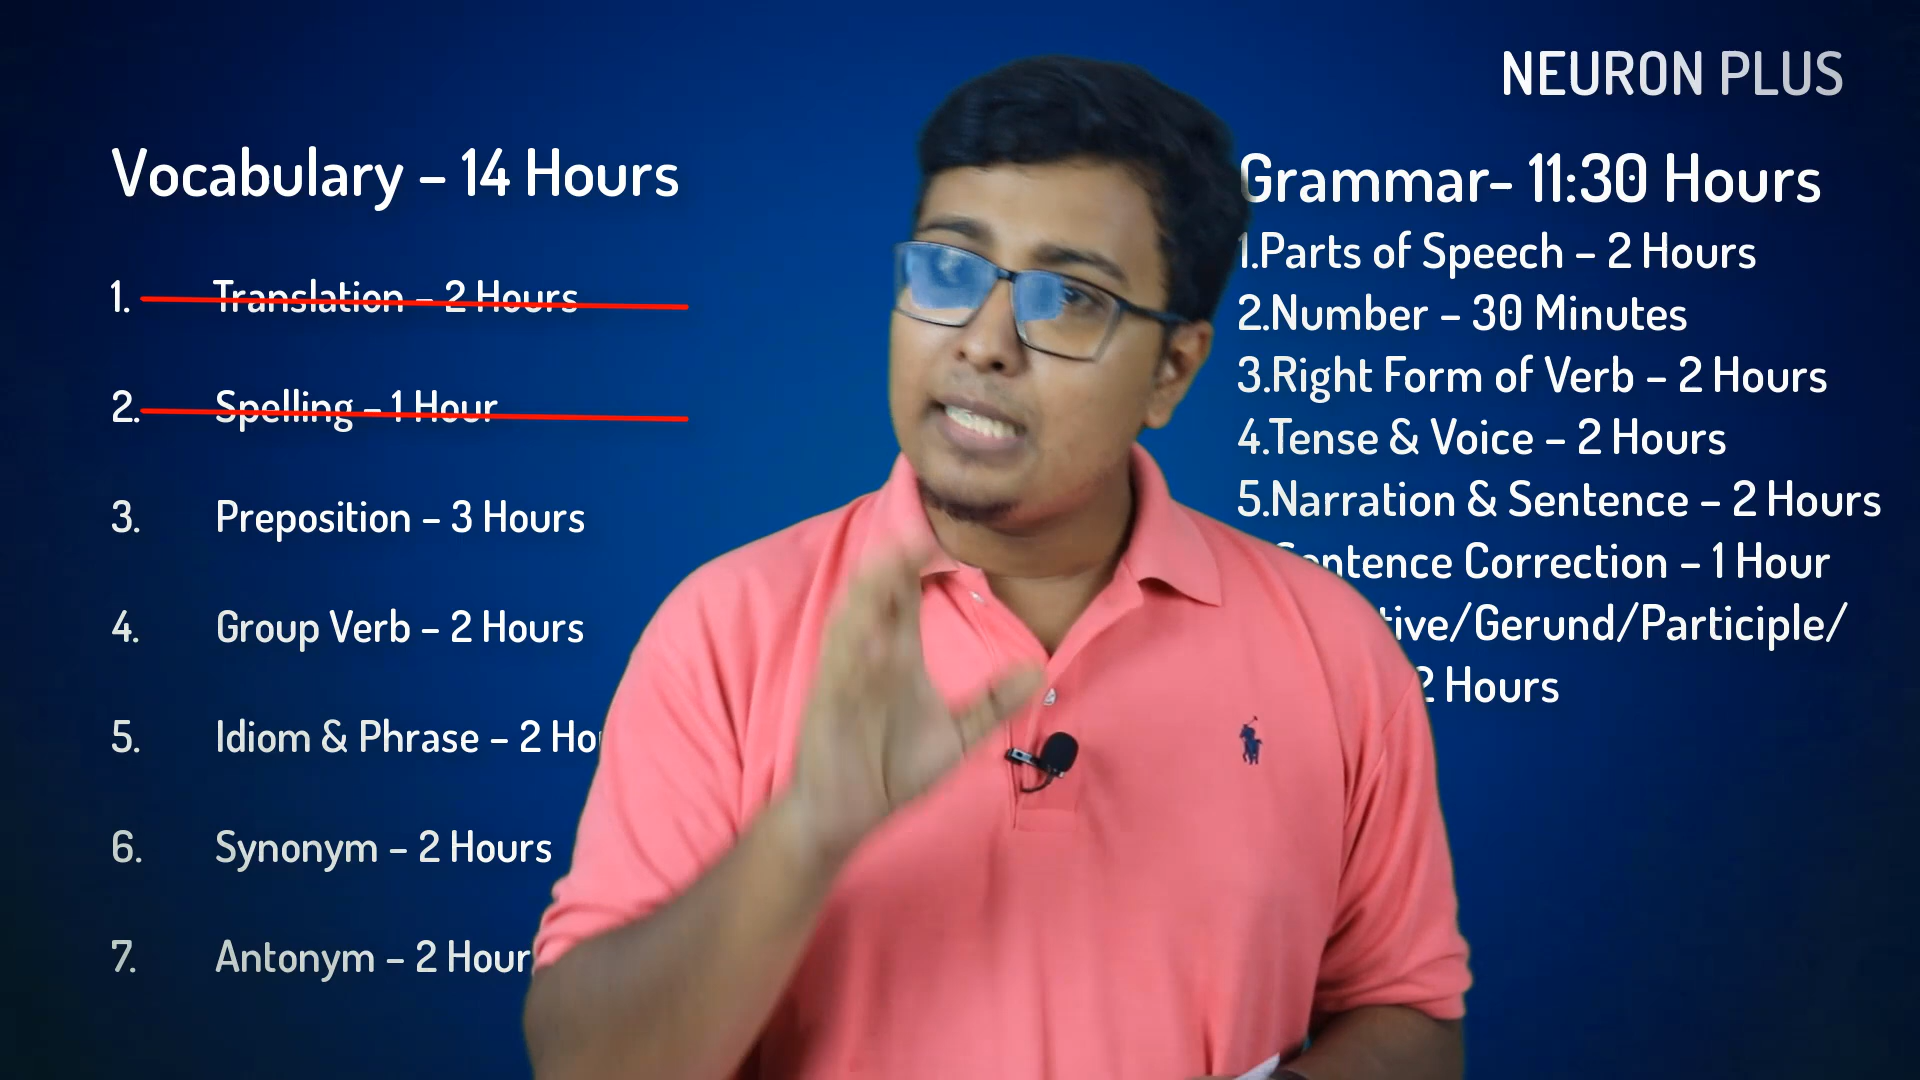 NEURON PLUS
Vocabulary – 14 Hours
1. Translation – 2 Hours
2. Spelling – 1 Hour
3. Preposition – 3 Hours
4. Group Verb – 2 Hours
5. Idiom & Phrase – 2
6. Synonym – 2 Hours
7. Antonym – 2 Hour
Grammar- 11:30 Hours
1.Parts of Speech – 2 Hours
2.Number – 30 Minutes
3.Right Form of Verb – 2 Hours
4.Tense & Voice – 2 Hours
5.Narration & Sentence – 2 Hours
Sentence Correction – 1 Hour
/Gerund/Participle/
2 Hours